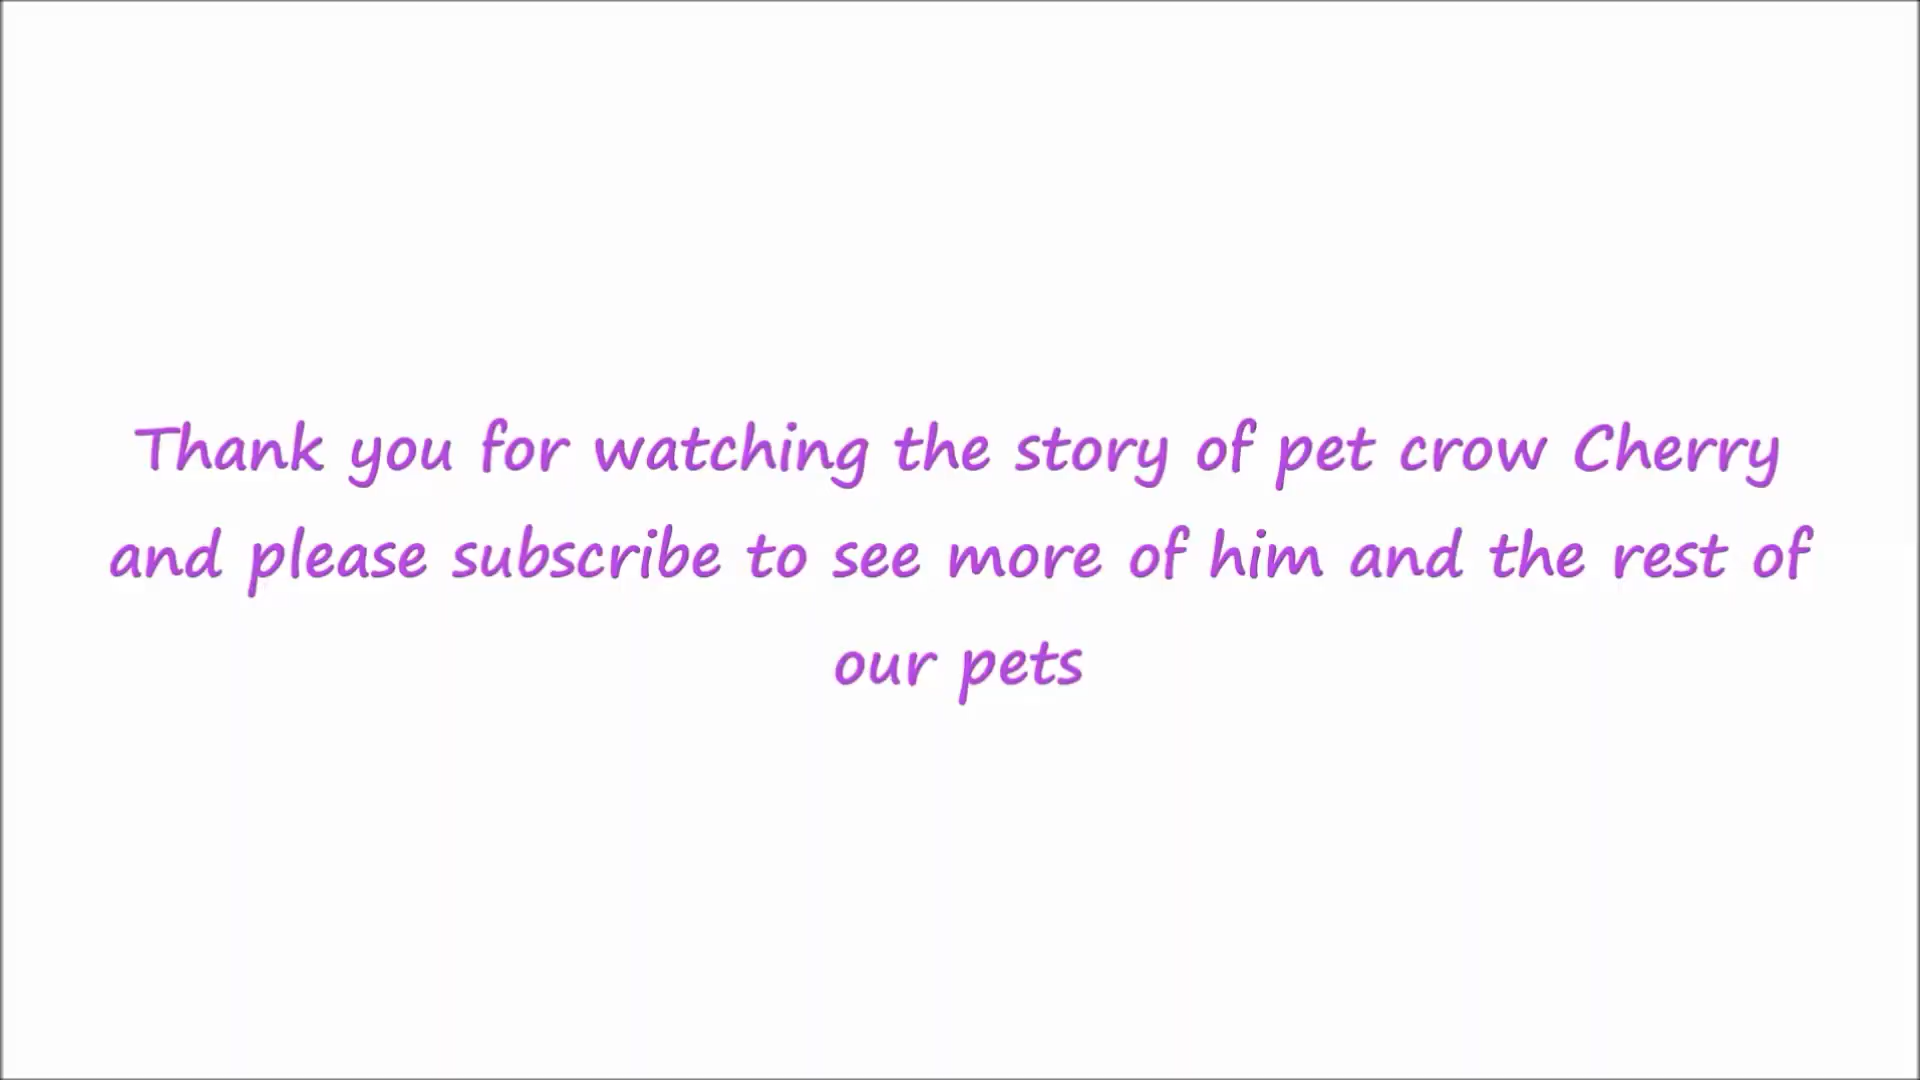 Thank you for watching the story of pet crow Cherry
and please subscribe to see more of him and the rest of
our pets